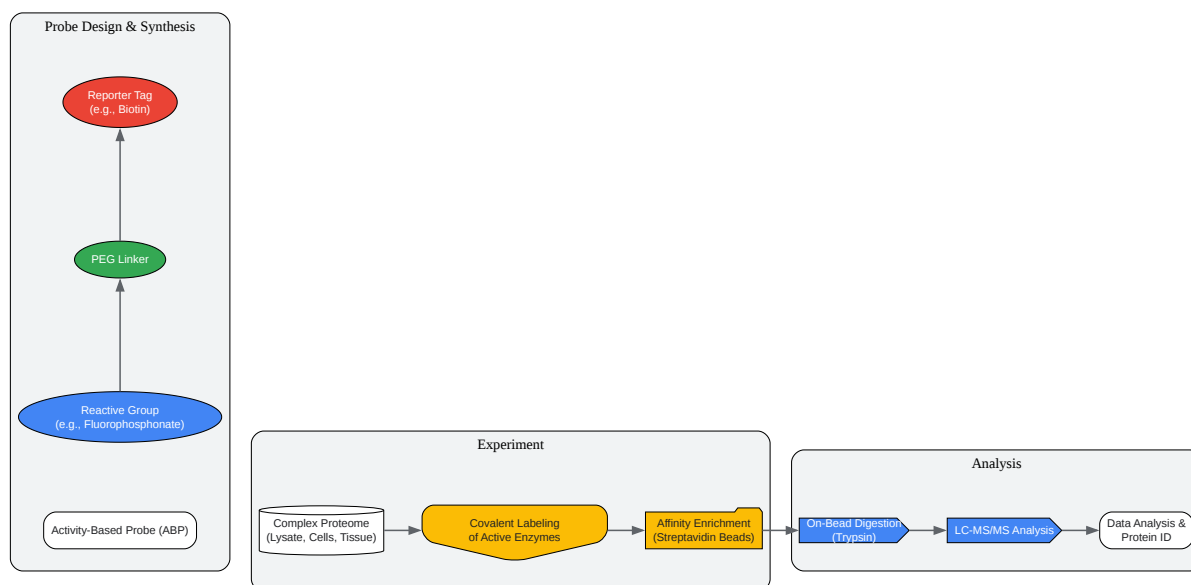 Probe Design & Synthesis
Reporter Tag
(e.g., Biotin)
PEG Linker
Reactive Group
(e.g., Fluorophosphonate)
Activity-Based Probe (ABP)
Experiment
Complex Proteome
(Lysate, Cells, Tissue)
Covalent Labeling
of Active Enzymes
Affinity Enrichment
(Streptavidin Beads)
Analysis
On-Bead Digestion
(Trypsin)
LC-MS/MS Analysis
Data Analysis &
Protein ID